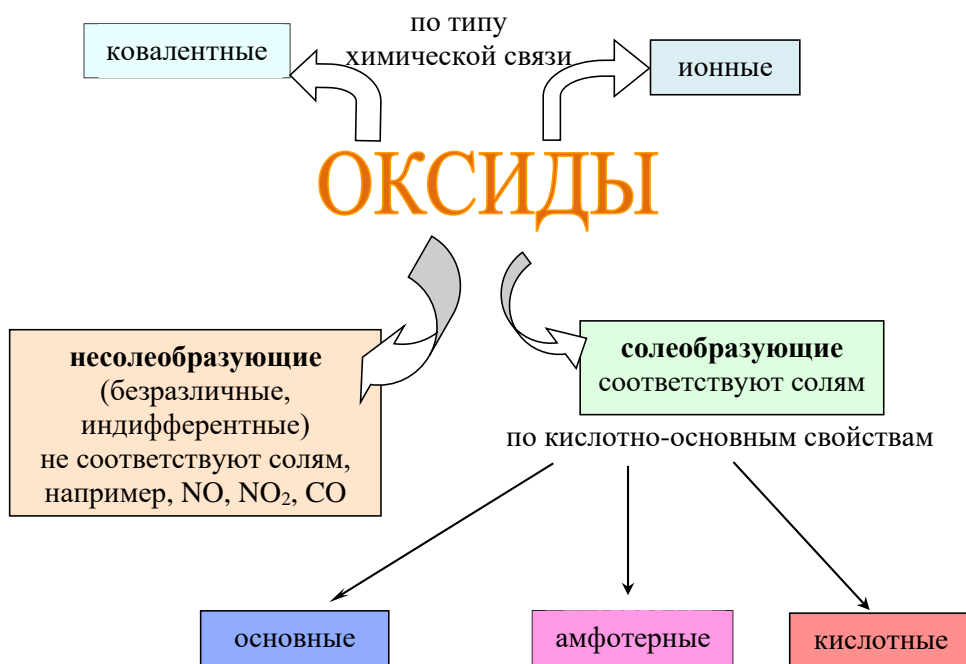 по типу
химической связи
ковалентные
ионные
ОКСИДЫ
несолеобразующие
(безразличные,
индифферентные)
не соответствуют солям,
например, NO, NO₂, CO
солеобразующие
соответствуют солям
по кислотно-основным свойствам
основные
амфотерные
кислотные